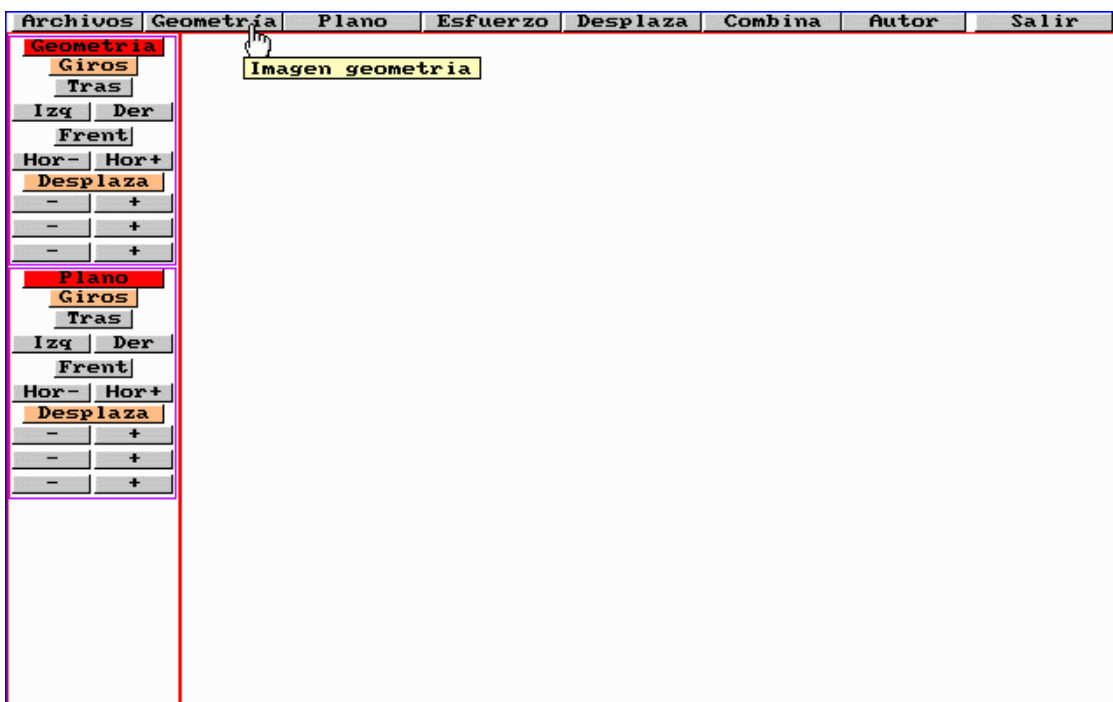 Archivos Geometría Plano Esfuerzo Desplaza Combina Autor Salir
Imagen geometria
Geometria
Giros
Tras
Izq Der
Frent
Hor- Hor+
Desplaza
- +
- +
- +
Plano
Giros
Tras
Izq Der
Frent
Hor- Hor+
Desplaza
- +
- +
- +